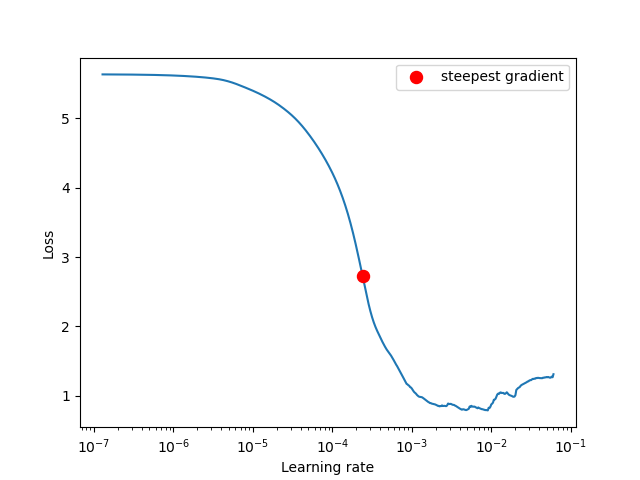 steepest gradient
5
4
3
2
1
Loss
10⁻⁷ 10⁻⁶ 10⁻⁵ 10⁻⁴ 10⁻³ 10⁻² 10⁻¹
Learning rate